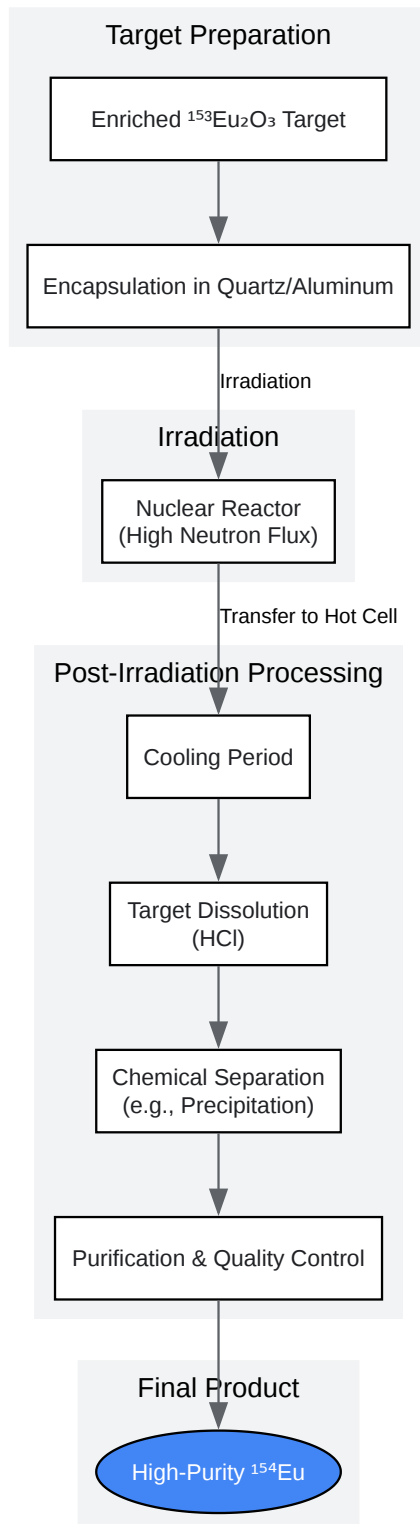 Target Preparation
Enriched ¹⁵³Eu₂O₃ Target
Encapsulation in Quartz/Aluminum
Irradiation
Irradiation
Nuclear Reactor
(High Neutron Flux)
Transfer to Hot Cell
Post-Irradiation Processing
Cooling Period
Target Dissolution
(HCl)
Chemical Separation
(e.g., Precipitation)
Purification & Quality Control
Final Product
High-Purity ¹⁵⁴Eu